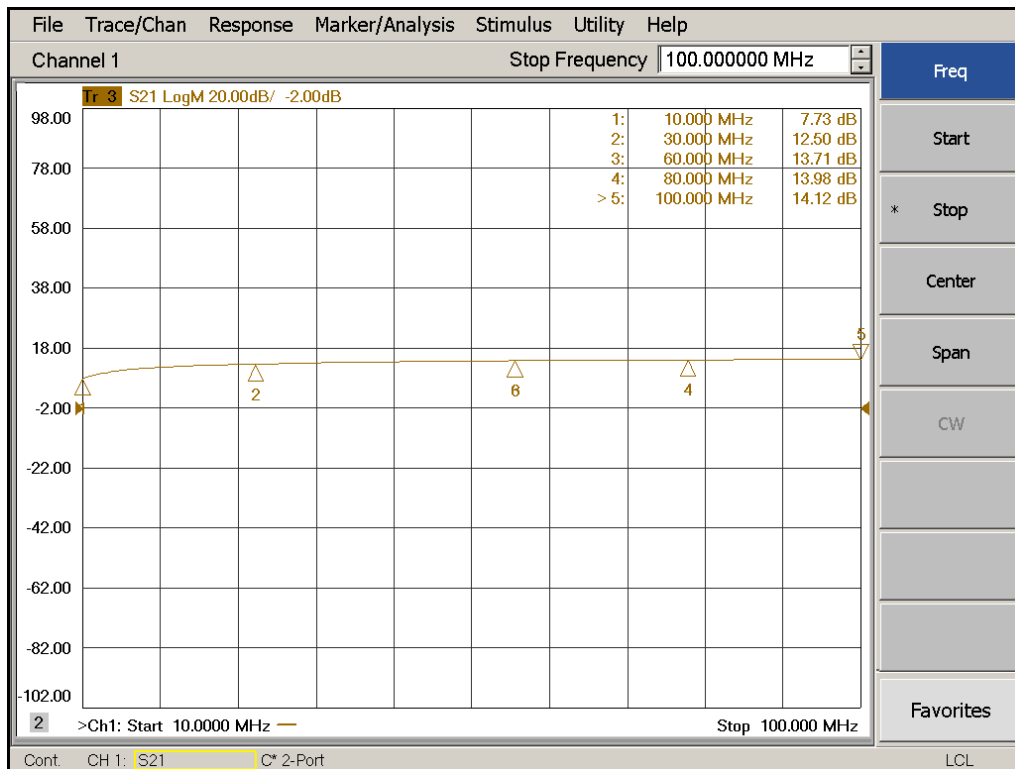 File Trace/Chan Response Marker/Analysis Stimulus Utility Help
Channel 1 Stop Frequency 100.000000 MHz
Tr 3 S21 LogM 20.00dB/ -2.00dB
1: 10.000 MHz 7.73 dB
2: 30.000 MHz 12.50 dB
3: 60.000 MHz 13.71 dB
4: 80.000 MHz 13.98 dB
> 5: 100.000 MHz 14.12 dB
98.00
78.00
58.00
38.00
18.00
-2.00
-22.00
-42.00
-62.00
-82.00
-102.00
5
2
6
4
2 >Ch1: Start 10.0000 MHz Stop 100.000 MHz
Cont. CH 1: S21 C* 2-Port LCL
Freq
Start
* Stop
Center
Span
CW
Favorites